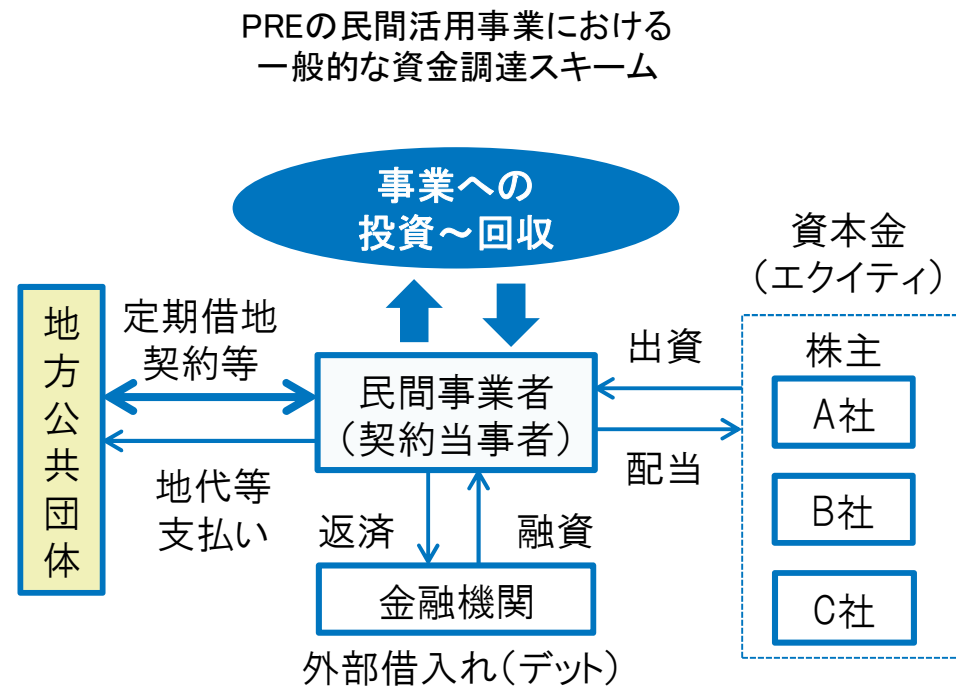 PREの民間活用事業における
一般的な資金調達スキーム
事業への
投資～回収
資本金
（エクイティ）
地方公共団体
定期借地
契約等
民間事業者
（契約当事者）
出資
株主
A社
配当
地代等
支払い
返済
融資
B社
金融機関
C社
外部借入れ（デット）